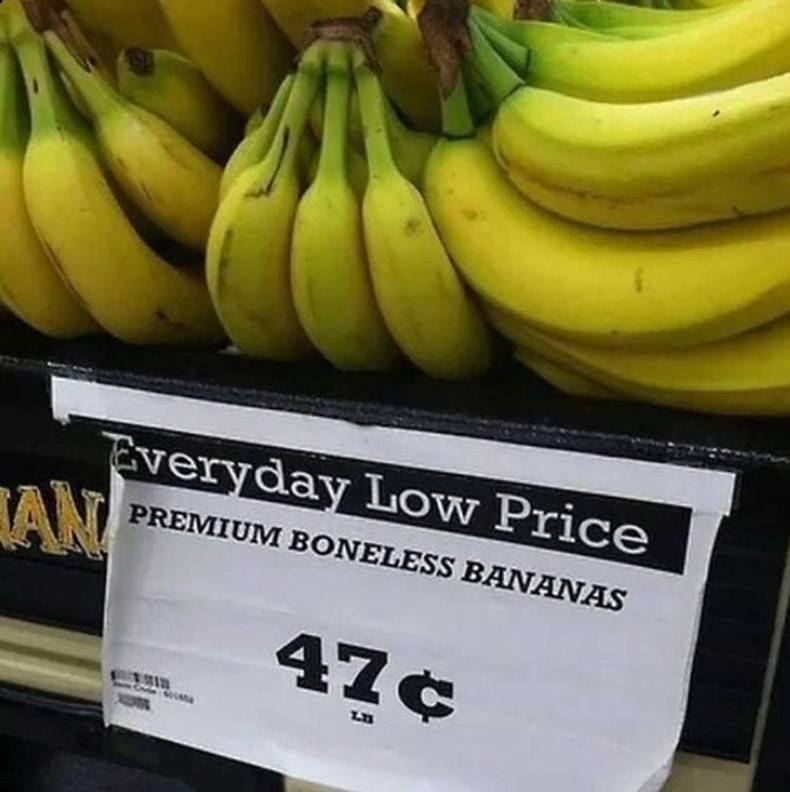 Everyday Low Price
PREMIUM BONELESS BANANAS
47¢
LB